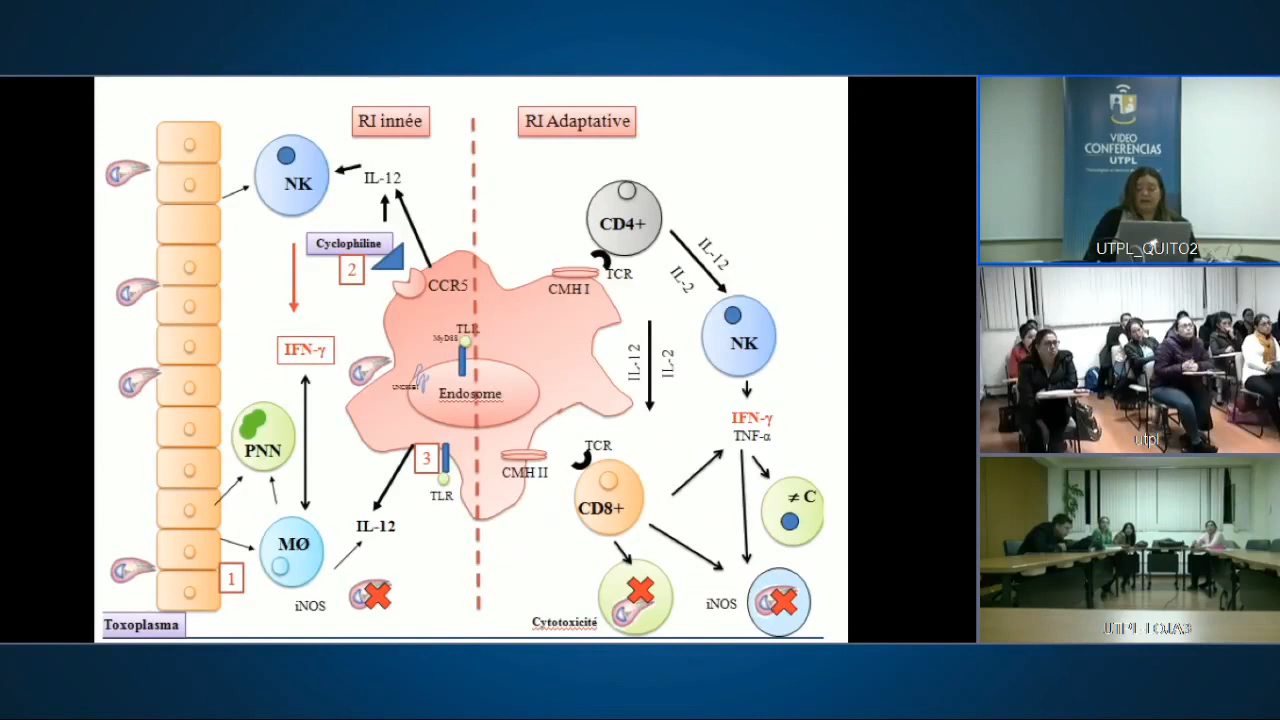 RI innée
RI Adaptative
NK
IL-12
Cyclophiline
2
CCR5
CD4+
TCR
CMH I
IL-12
IL-2
NK
TLR
MyD88
Endosome
IL-12
IL-2
IFN-γ
IFN-γ
TNF-α
PNN
3
TLR
CMH II
TCR
CD8+
≠ C
IL-12
MØ
1
iNOS
iNOS
Cytotoxicité
Toxoplasma
VIDEO
CONFERENCIAS
UTPL
UTPL_QUITO2
utpl
UTPL_LOJA3